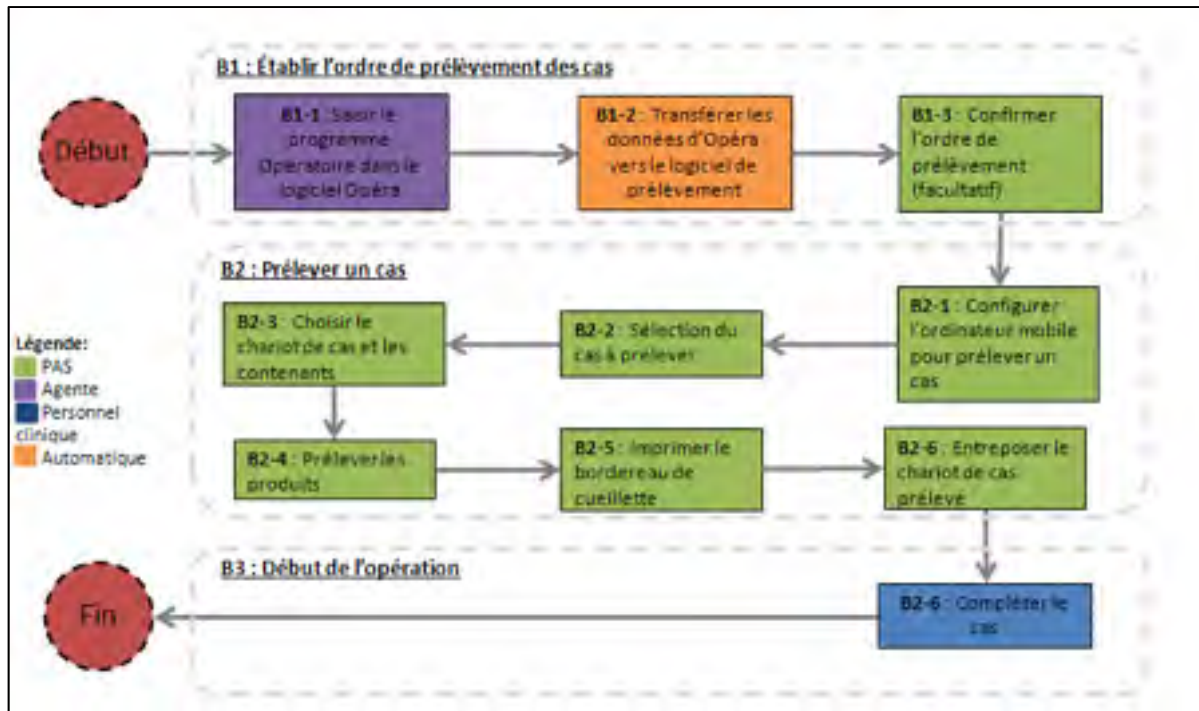 B1 : Établir l'ordre de prélèvement des cas
Début
B1-1 : Saisir le
programme
Opératoire dans le
logiciel Opéra
B1-2 : Transférer les
données d'Opéra
vers le logiciel de
prélèvement
B1-3 : Confirmer
l'ordre de
prélèvement
(facultatif)
B2 : Prélever un cas
B2-1 : Configurer
l'ordinateur mobile
pour prélever un
cas
B2-2 : Sélection du
cas à prélever
B2-3 : Choisir le
chariot de cas et les
contenants
B2-4 : Prélever les
produits
B2-5 : Imprimer le
bordereau de
cueillette
B2-6 : Entreposer le
chariot de cas
prélevé
Légende:
PAS
Agente
Personnel
clinique
Automatique
B3 : Début de l'opération
B2-6 : Compléter le
cas
Fin